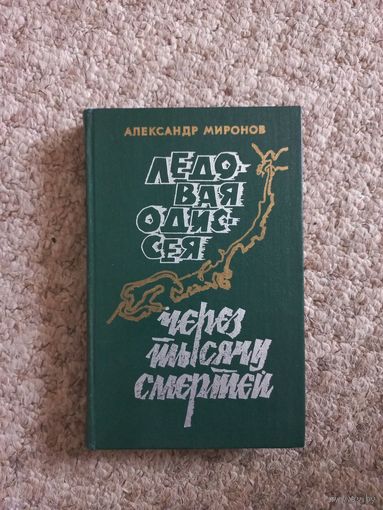 АЛЕКСАНДР МИРОНОВ
ЛЕДО-
ВАЯ
ОДИС-
СЕЯ
через
тысячу
смертей